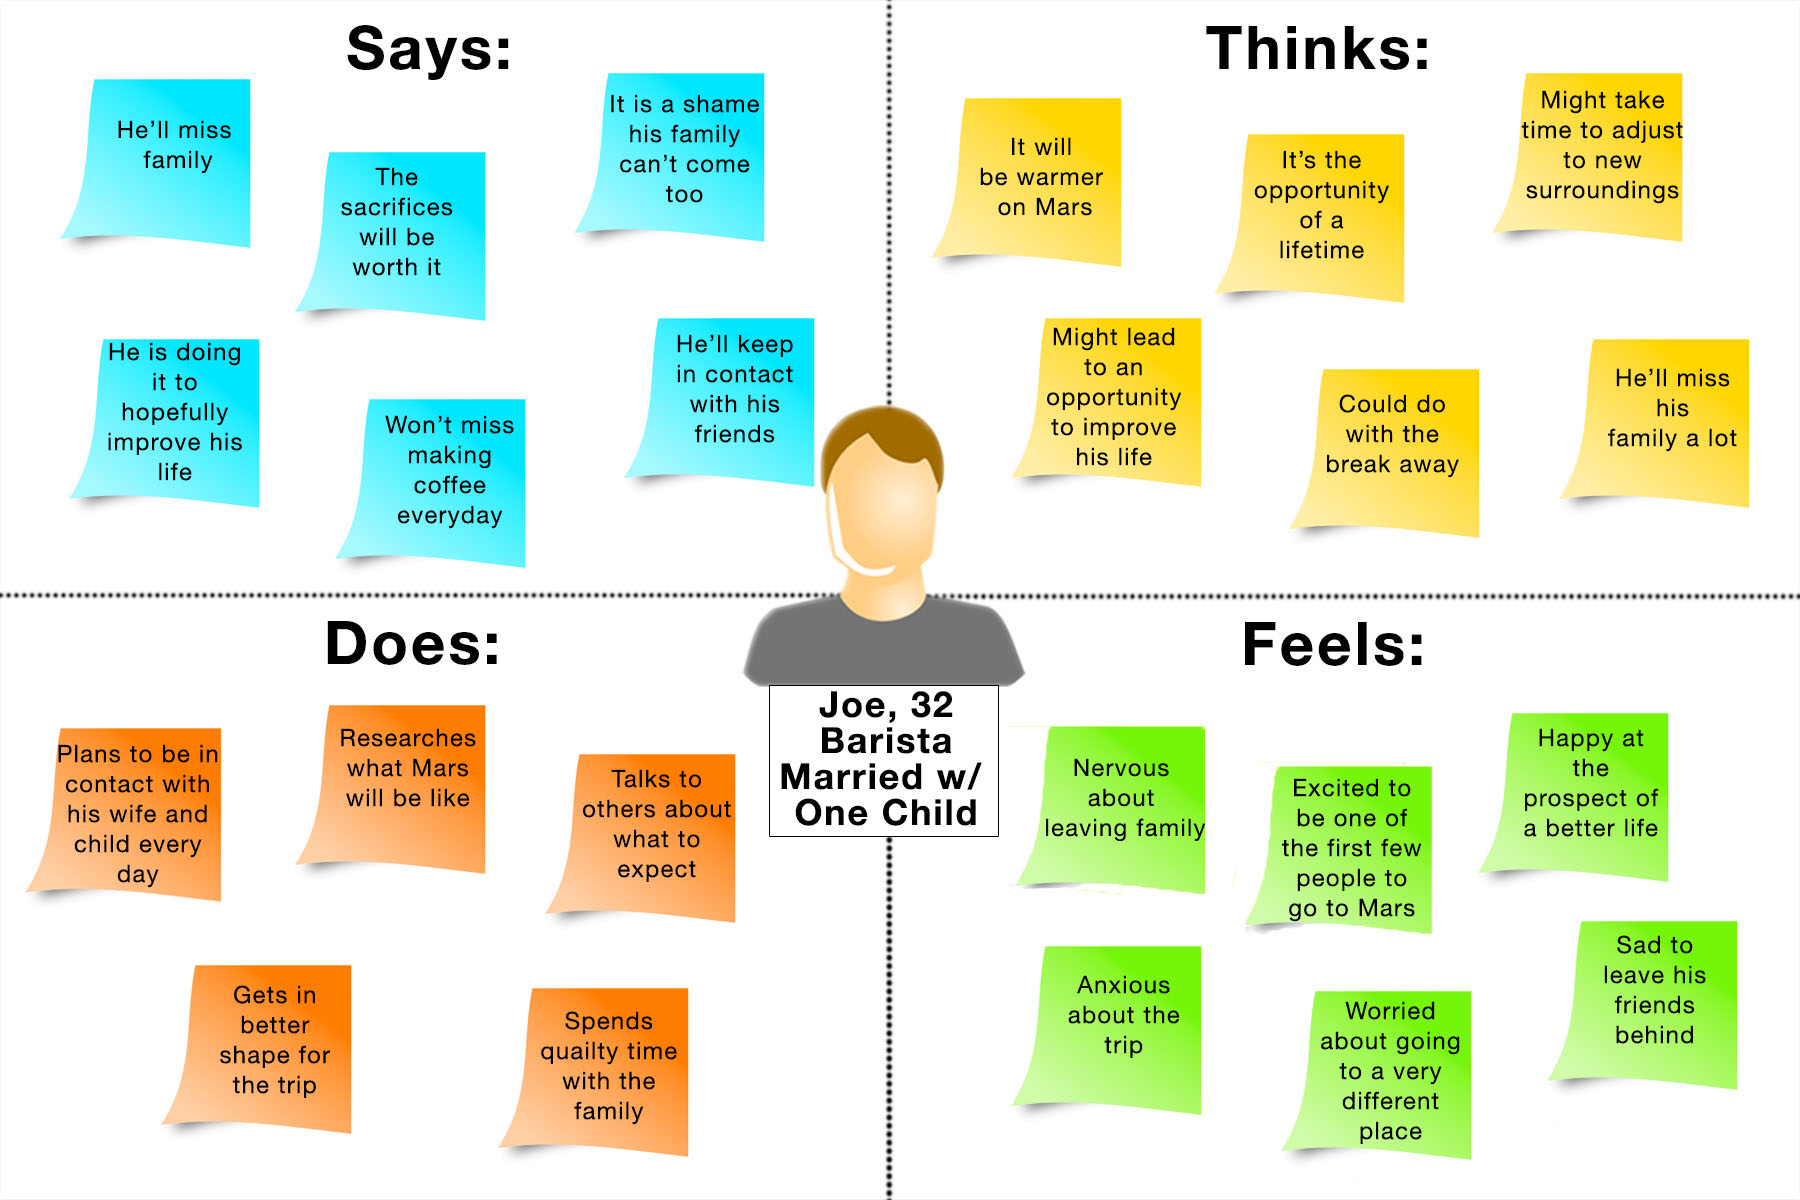 Says:
He'll miss
family
The
sacrifices
will be
worth it
It is a shame
his family
can't come
too
He is doing
it to
hopefully
improve his
life
Won't miss
making
coffee
everyday
He'll keep
in contact
with his
friends
Thinks:
It will
be warmer
on Mars
It's the
opportunity
of a
lifetime
Might take
time to adjust
to new
surroundings
Might lead
to an
opportunity
to improve
his life
Could do
with the
break away
He'll miss
his
family a lot
Does:
Plans to be in
contact with
his wife and
child every
day
Researches
what Mars
will be like
Talks to
others about
what to
expect
Gets in
better
shape for
the trip
Spends
quailty time
with the
family
Joe, 32
Barista
Married w/
One Child
Feels:
Nervous
about
leaving family
Excited to
be one of
the first few
people to
go to Mars
Happy at
the
prospect of
a better life
Anxious
about the
trip
Worried
about going
to a very
different
place
Sad to
leave his
friends
behind